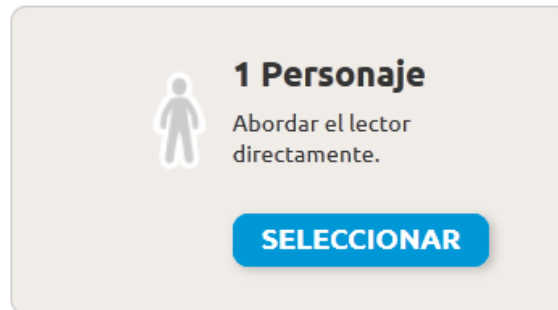 1 Personaje
Abordar el lector
directamente.
SELECCIONAR